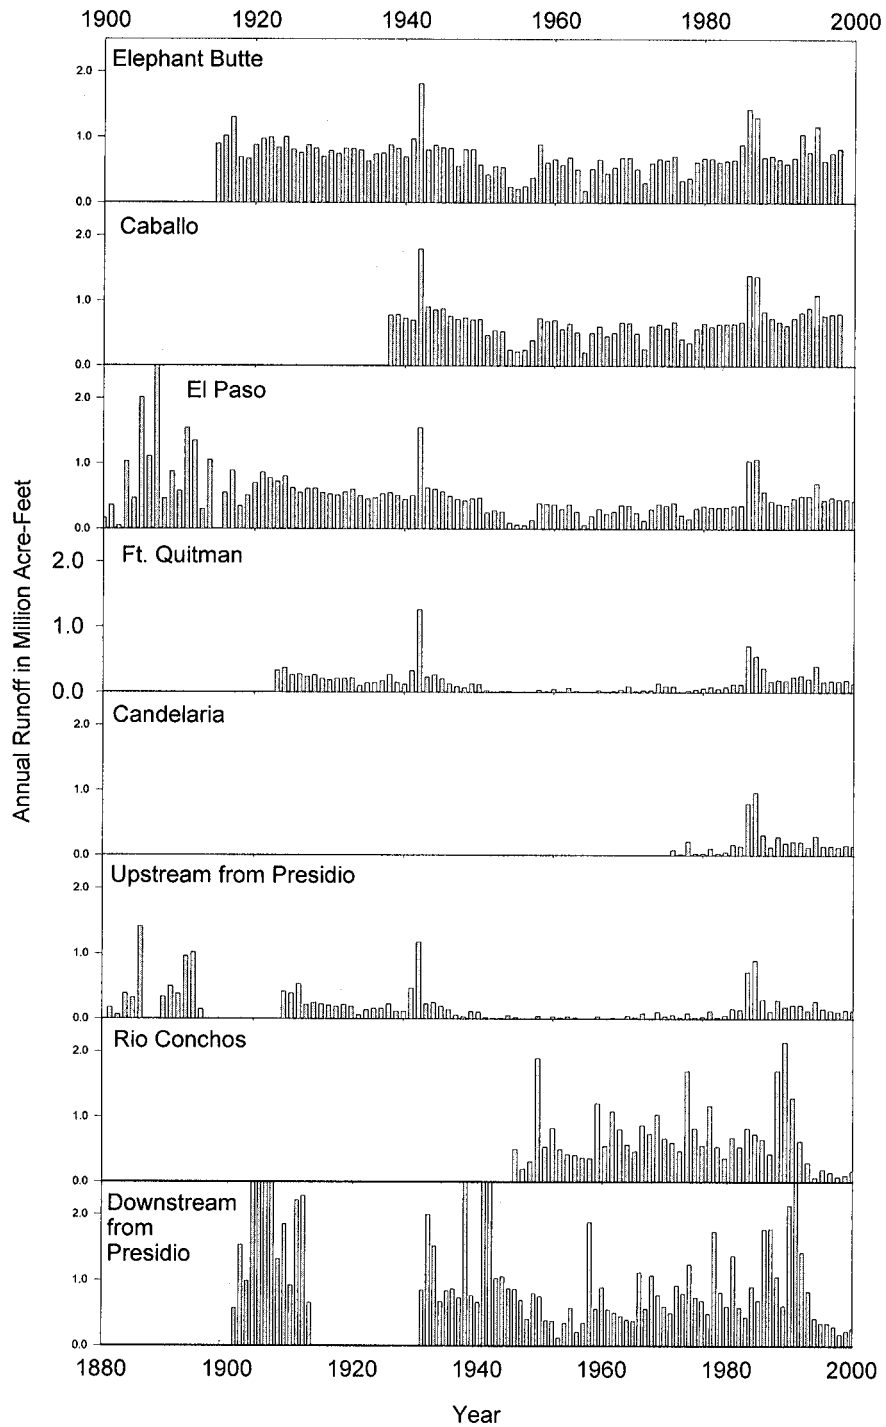 1900 1920 1940 1960 1980 2000
Elephant Butte
2.0
1.0
0.0
Caballo
2.0
1.0
0.0
El Paso
2.0
1.0
0.0
Ft. Quitman
2.0
1.0
0.0
Candelaria
2.0
1.0
0.0
Upstream from Presidio
2.0
1.0
0.0
Rio Conchos
2.0
1.0
0.0
Downstream
from
Presidio
2.0
1.0
0.0
1880 1900 1920 1940 1960 1980 2000
Year
Annual Runoff in Million Acre-Feet